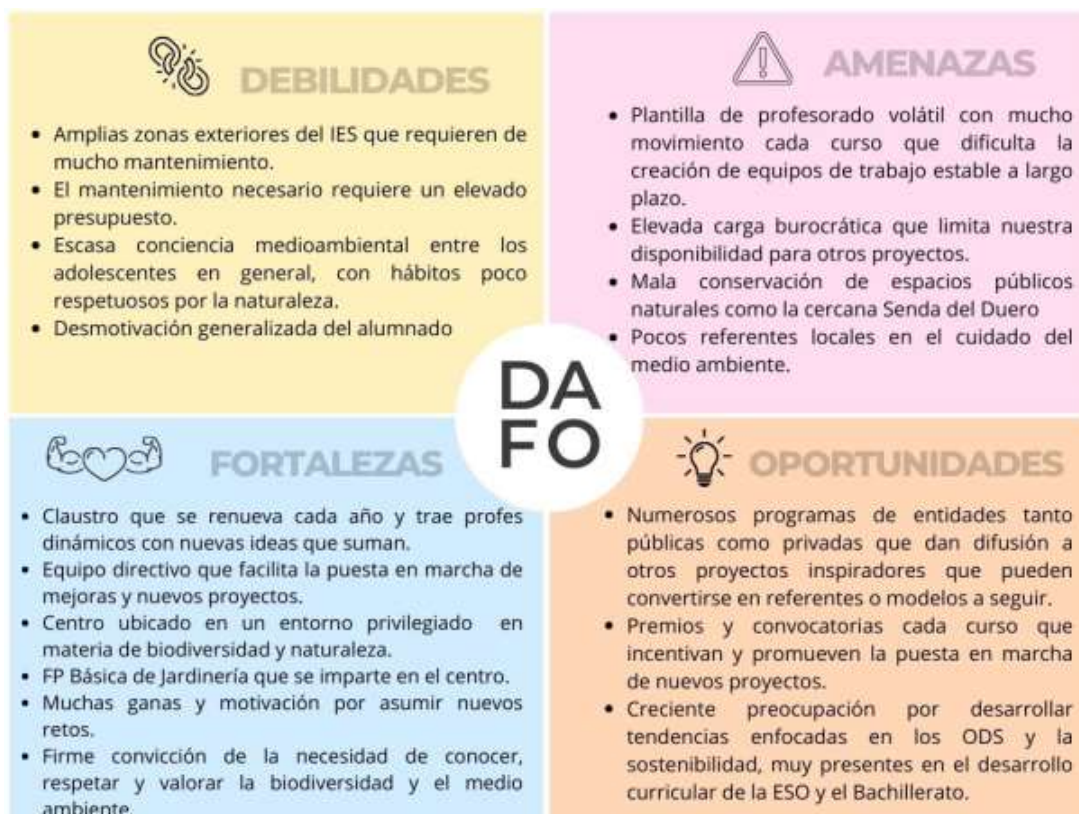 DEBILIDADES
• Amplias zonas exteriores del IES que requieren de
mucho mantenimiento.
• El mantenimiento necesario requiere un elevado
presupuesto.
• Escasa conciencia medioambiental entre los
adolescentes en general, con hábitos poco
respetuosos por la naturaleza.
• Desmotivación generalizada del alumnado
AMENAZAS
• Plantilla de profesorado volátil con mucho
movimiento cada curso que dificulta la
creación de equipos de trabajo estable a largo
plazo.
• Elevada carga burocrática que limita nuestra
disponibilidad para otros proyectos.
• Mala conservación de espacios públicos
naturales como la cercana Senda del Duero
• Pocos referentes locales en el cuidado del
medio ambiente.
DA
FO
FORTALEZAS
• Claustro que se renueva cada año y trae profes
dinámicos con nuevas ideas que suman.
• Equipo directivo que facilita la puesta en marcha de
mejoras y nuevos proyectos.
• Centro ubicado en un entorno privilegiado en
materia de biodiversidad y naturaleza.
• FP Básica de Jardinería que se imparte en el centro.
• Muchas ganas y motivación por asumir nuevos
retos.
• Firme convicción de la necesidad de conocer,
respetar y valorar la biodiversidad y el medio
ambiente.
OPORTUNIDADES
• Numerosos programas de entidades tanto
públicas como privadas que dan difusión a
otros proyectos inspiradores que pueden
convertirse en referentes o modelos a seguir.
• Premios y convocatorias cada curso que
incentivan y promueven la puesta en marcha
de nuevos proyectos.
• Creciente preocupación por desarrollar
tendencias enfocadas en los ODS y la
sostenibilidad, muy presentes en el desarrollo
curricular de la ESO y el Bachillerato.